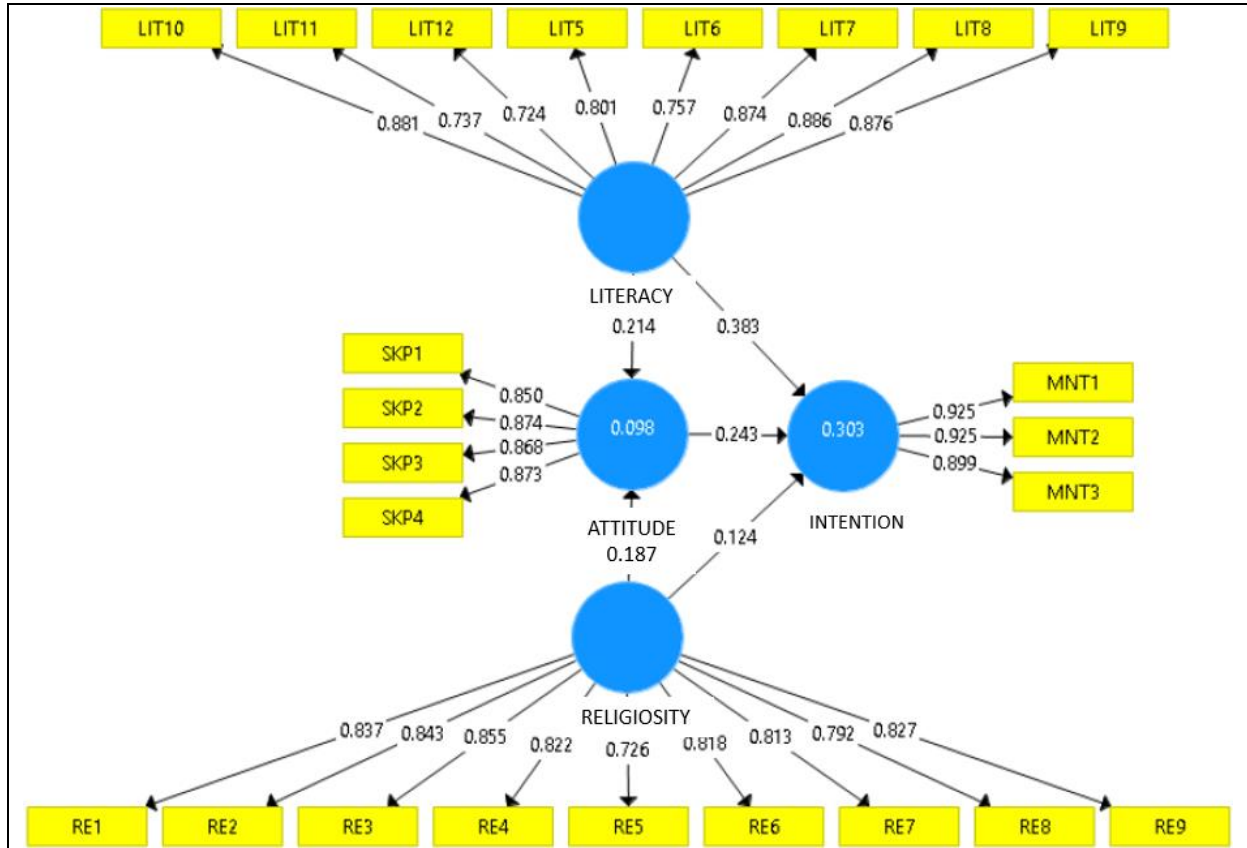 LIT10 LIT11 LIT12 LIT5 LIT6 LIT7 LIT8 LIT9
0.881 0.737 0.724 0.801 0.757 0.874 0.886 0.876
LITERACY
0.214 0.383
SKP1
SKP2
SKP3
SKP4
0.850
0.874
0.868
0.873
0.098
0.243
0.303
0.925
0.925
0.899
MNT1
MNT2
MNT3
ATTITUDE
0.187
0.124
INTENTION
RELIGIOSITY
0.837 0.843 0.855 0.822 0.726 0.818 0.813 0.792 0.827
RE1 RE2 RE3 RE4 RE5 RE6 RE7 RE8 RE9